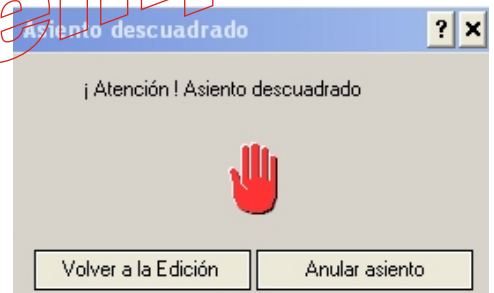 Asiento descuadrado
¡ Atención ! Asiento descuadrado
Volver a la Edición
Anular asiento